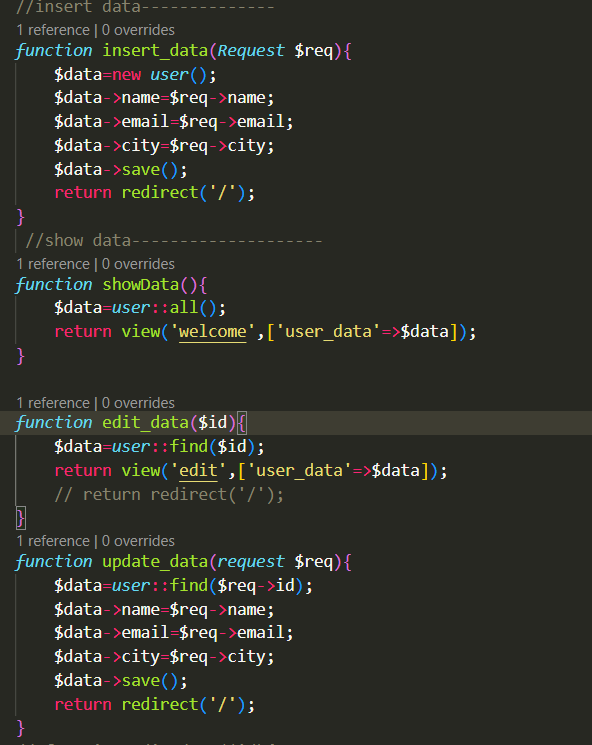 //insert data--------------
1 reference | 0 overrides
function insert_data(Request $req){
    $data=new user();
    $data->name=$req->name;
    $data->email=$req->email;
    $data->city=$req->city;
    $data->save();
    return redirect('/');
}
 //show data--------------------
1 reference | 0 overrides
function showData(){
    $data=user::all();
    return view('welcome',['user_data'=>$data]);
}
1 reference | 0 overrides
function edit_data($id){
    $data=user::find($id);
    return view('edit',['user_data'=>$data]);
    // return redirect('/');
}
1 reference | 0 overrides
function update_data(request $req){
    $data=user::find($req->id);
    $data->name=$req->name;
    $data->email=$req->email;
    $data->city=$req->city;
    $data->save();
    return redirect('/');
}